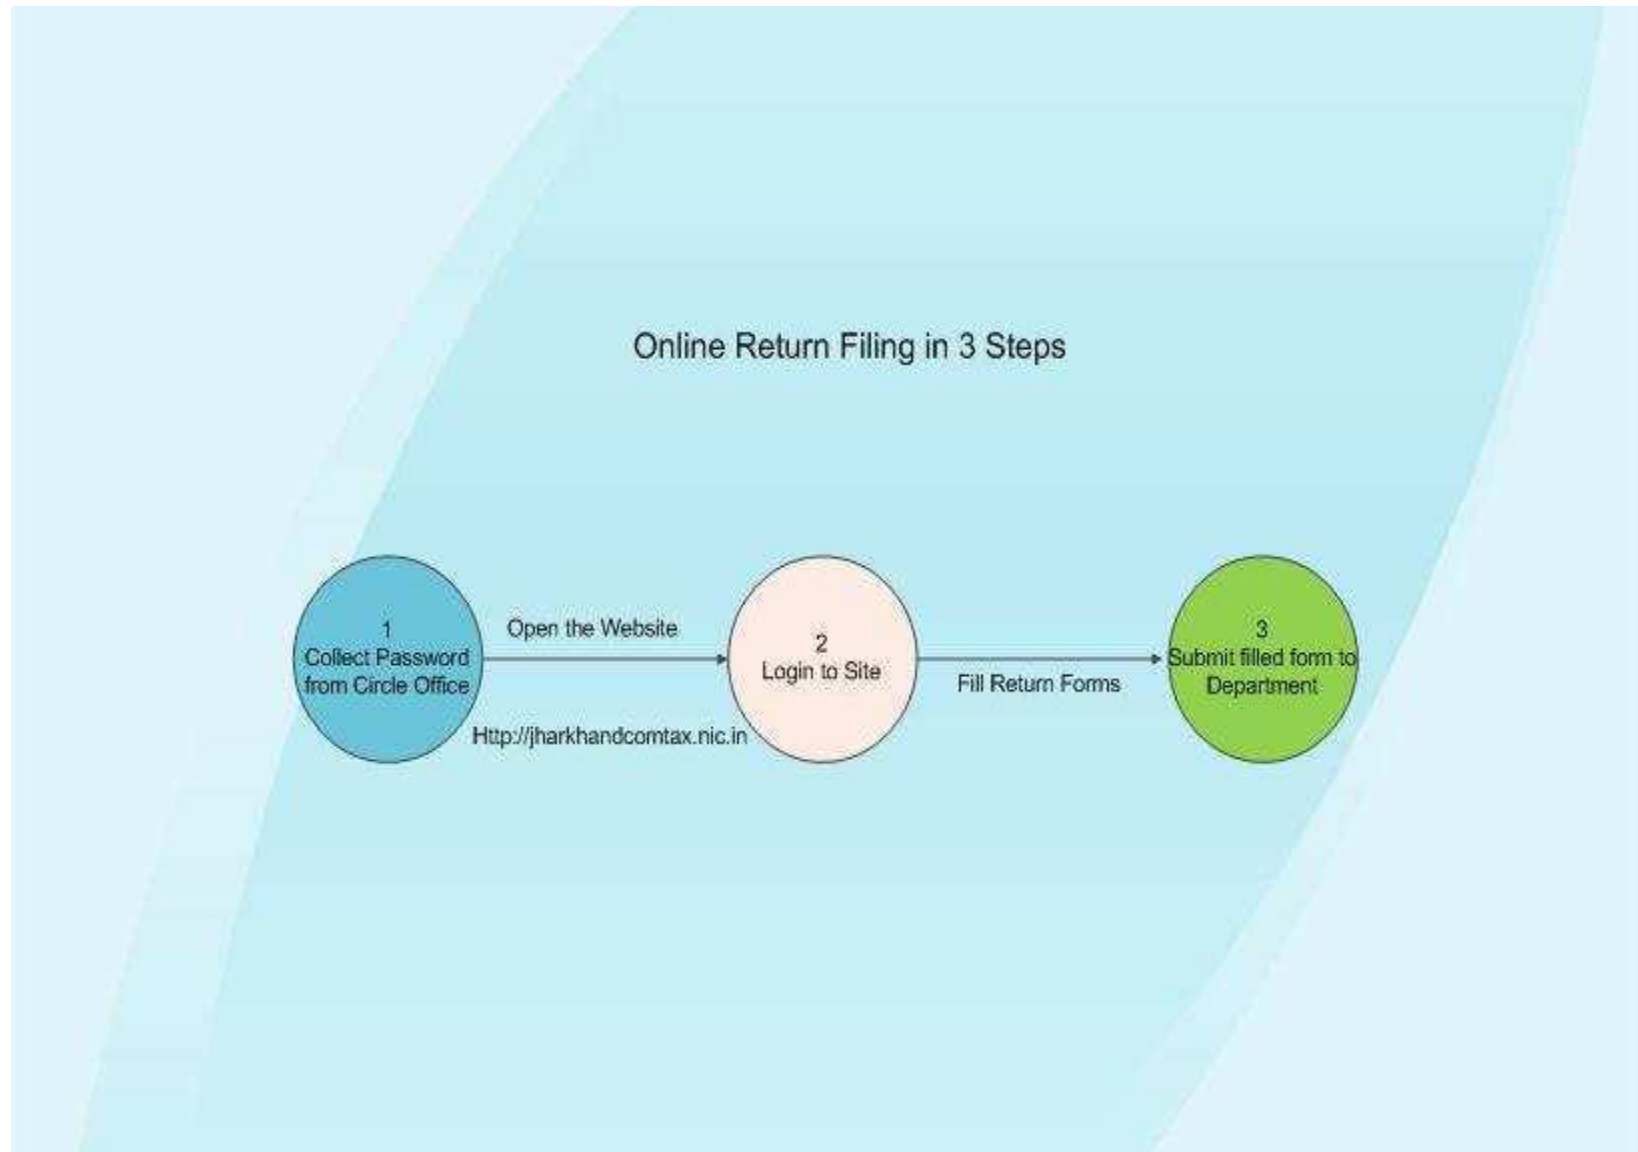 Online Return Filing in 3 Steps
1
Collect Password
from Circle Office
Open the Website
Http://jharkhandcomtax.nic.in
2
Login to Site
Fill Return Forms
3
Submit filled form to
Department